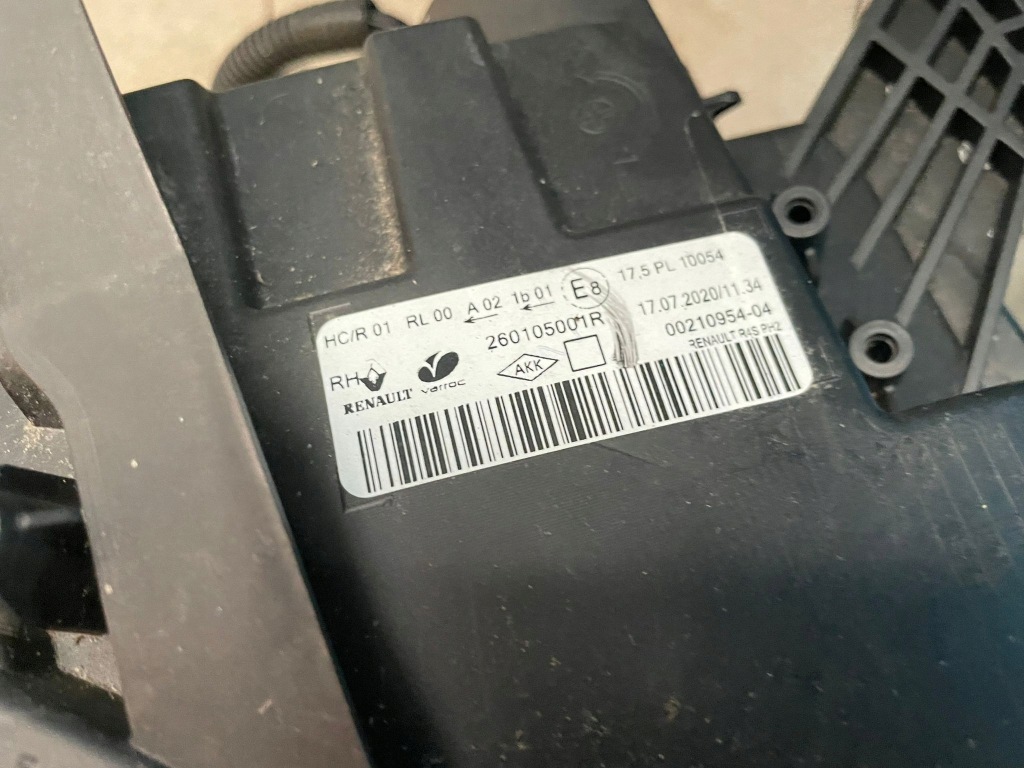 HC/R 01 RL 00 A 02 1b 01 E8 17.5 PL 10054
260105001R 17.07.2020/11.34
RH RENAULT varroc AKK 00210954-04
RENAULT R4S PH2